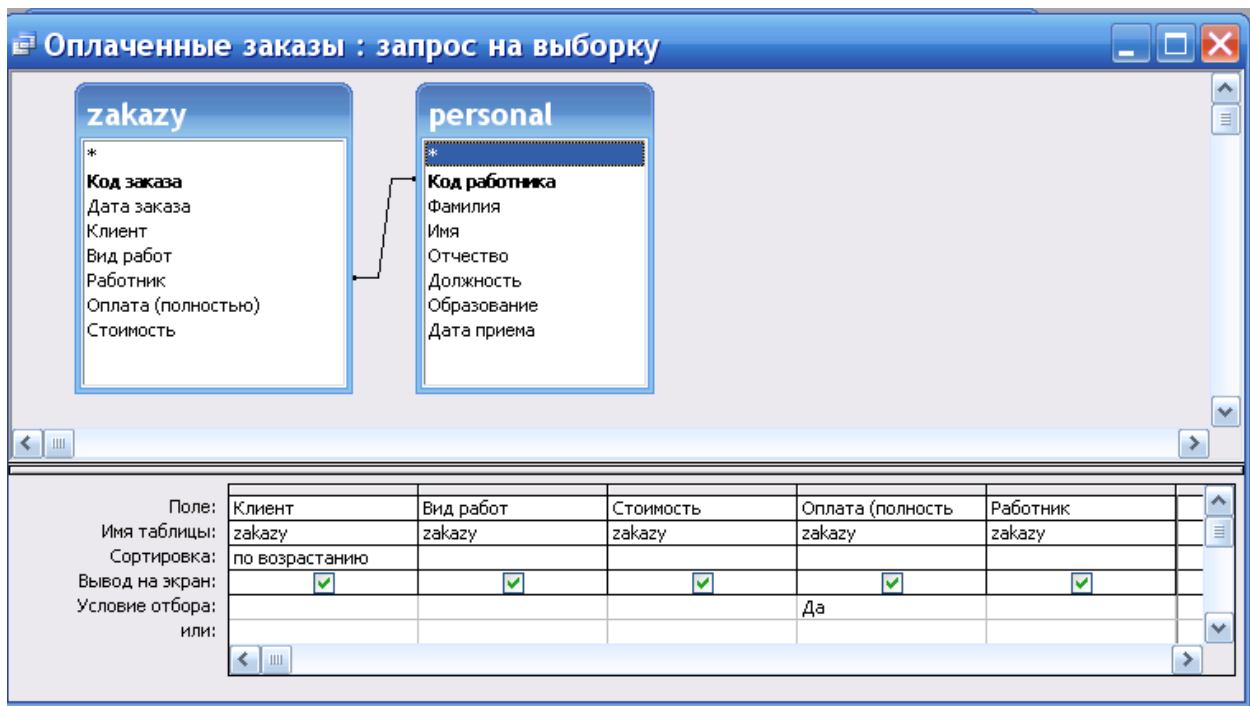 Оплаченные заказы : запрос на выборку
zakazy
*
Код заказа
Дата заказа
Клиент
Вид работ
Работник
Оплата (полностью)
Стоимость
personal
*
Код работника
Фамилия
Имя
Отчество
Должность
Образование
Дата приема
Поле: Клиент Вид работ Стоимость Оплата (полность Работник
Имя таблицы: zakazy zakazy zakazy zakazy zakazy
Сортировка: по возрастанию
Вывод на экран:
Условие отбора: Да
или: